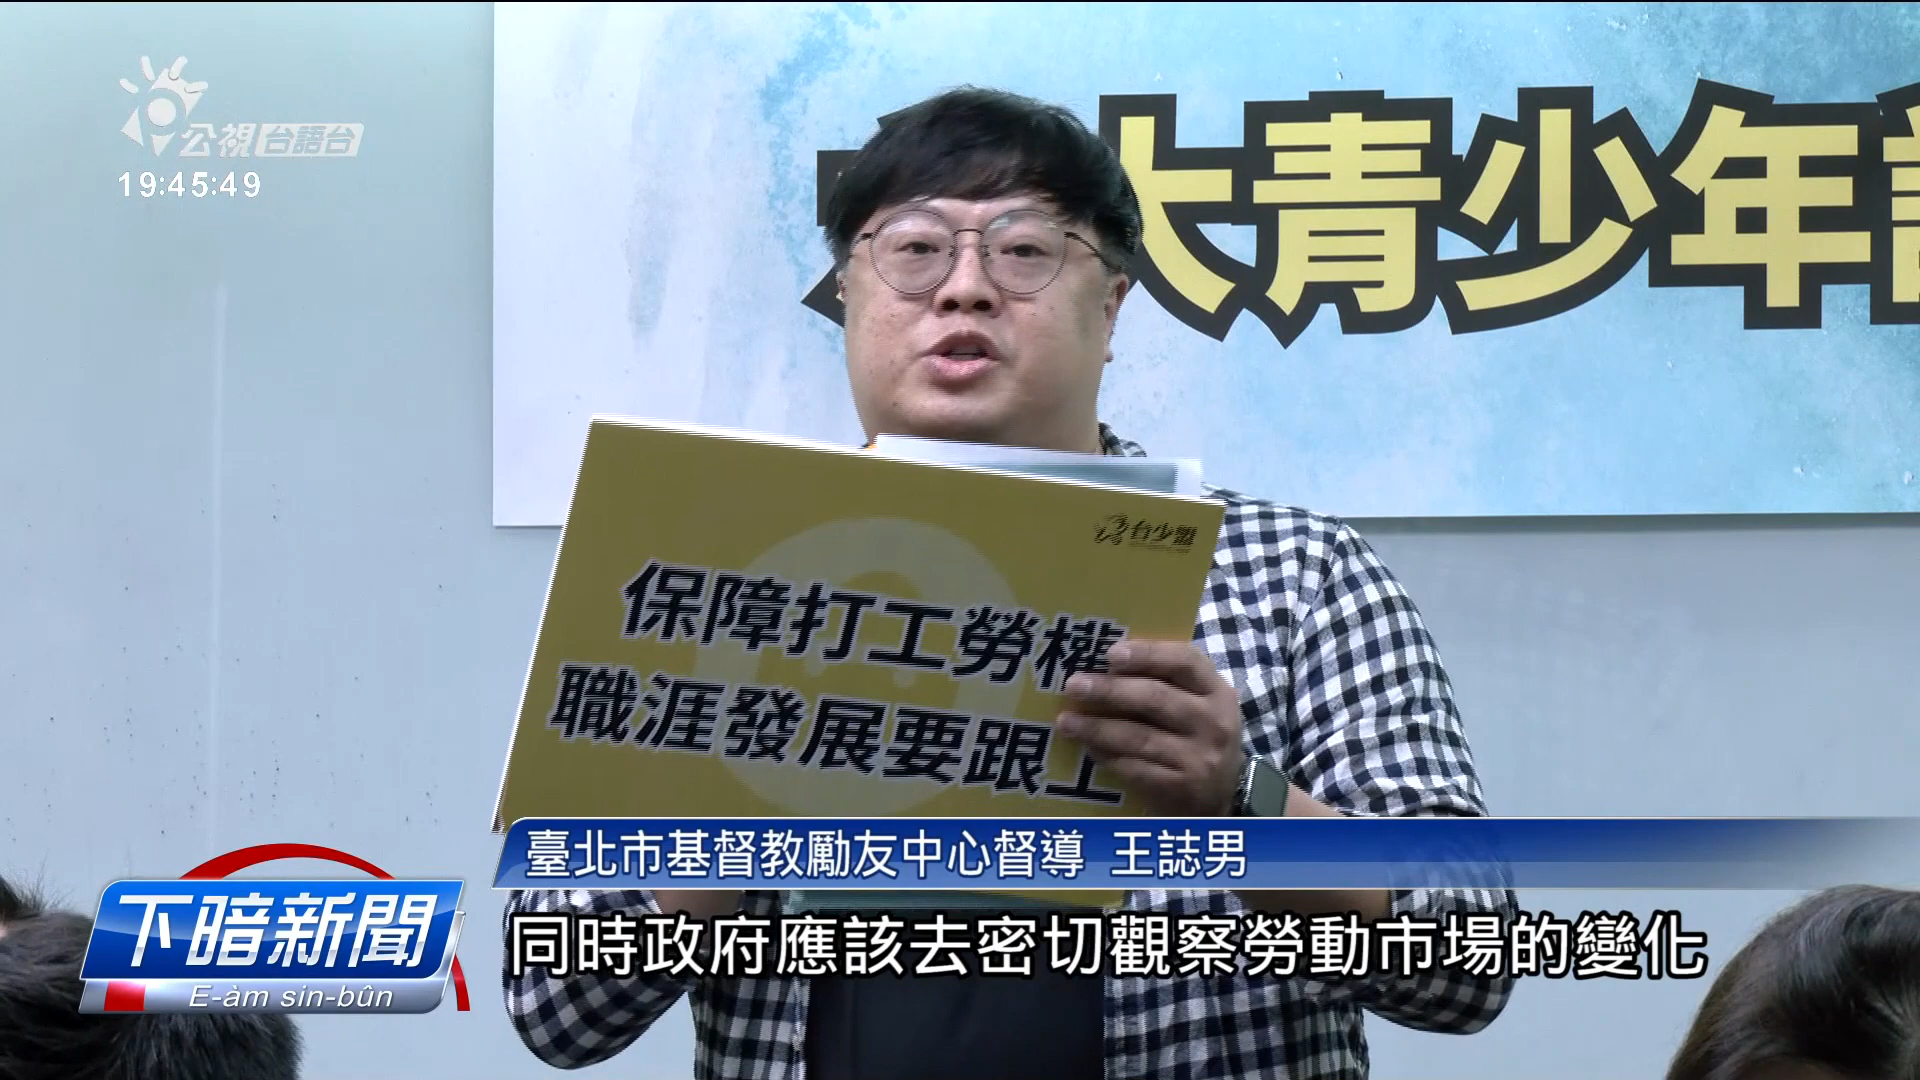 公視台語台
19:45:49
大青少年
台少盟
保障打工勞權
職涯發展要跟上
臺北市基督教勵友中心督導 王誌男
下暗新聞
E-àm sin-bûn
同時政府應該去密切觀察勞動市場的變化